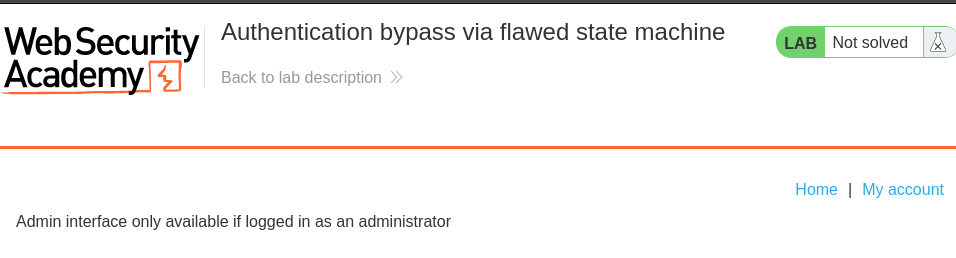 Web Security
Academy
Authentication bypass via flawed state machine
Back to lab description
LAB Not solved
Home | My account
Admin interface only available if logged in as an administrator